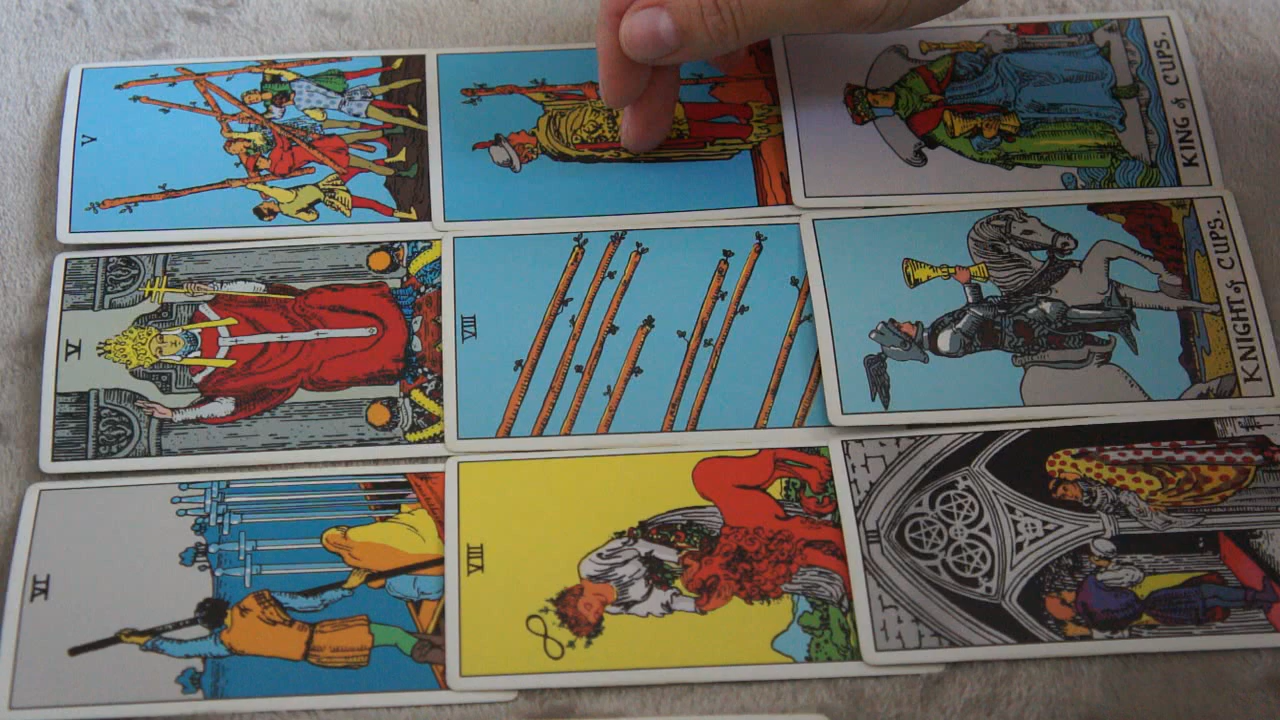 V
KING of CUPS.
V
VIII
KNIGHT of CUPS.
VI
VIII
III